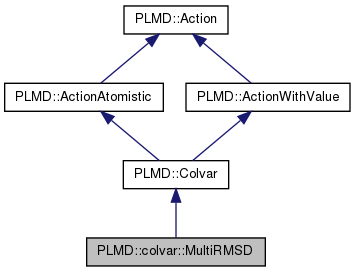 PLMD::Action
PLMD::ActionAtomistic
PLMD::ActionWithValue
PLMD::Colvar
PLMD::colvar::MultiRMSD